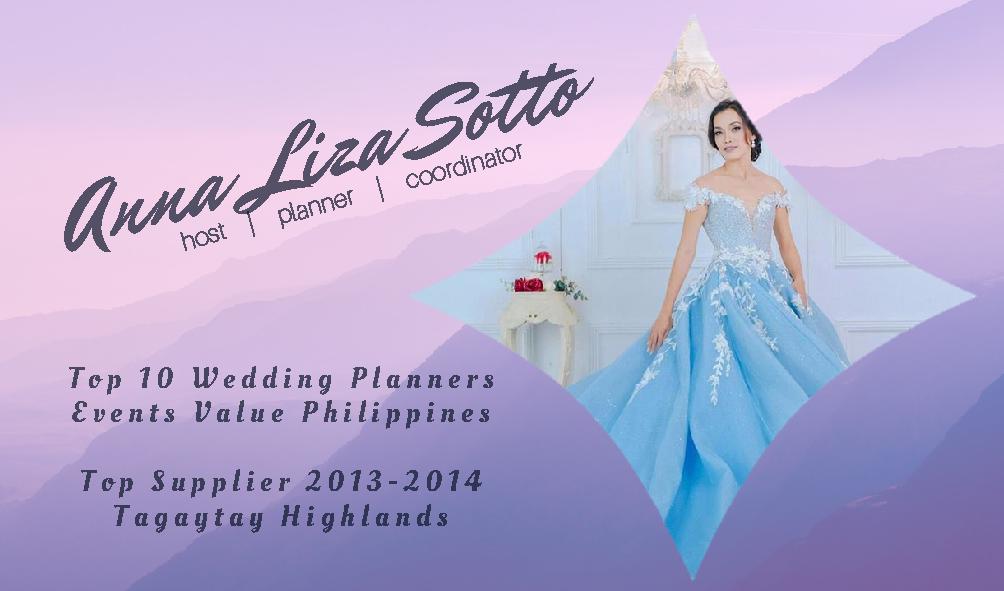 Anna Liza Sotto
host | planner | coordinator
Top 10 Wedding Planners
Events Value Philippines
Top Supplier 2013-2014
Tagaytay Highlands